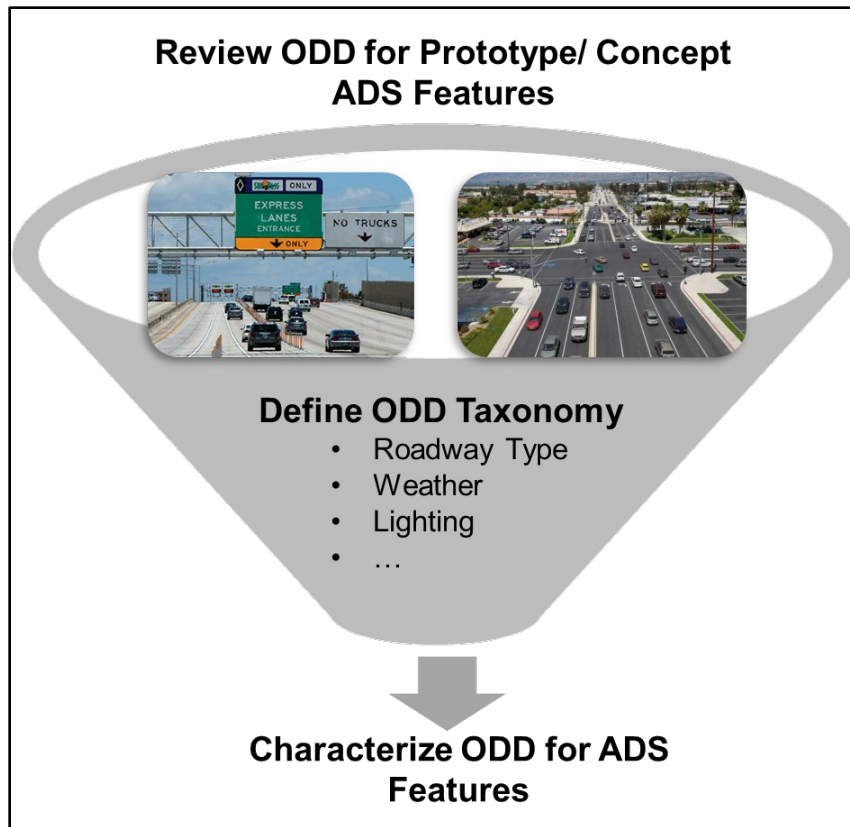 Review ODD for Prototype/ Concept
ADS Features
ONLY
EXPRESS
LANES
ENTRANCE
ONLY
NO TRUCKS
Define ODD Taxonomy
• Roadway Type
• Weather
• Lighting
• …
Characterize ODD for ADS
Features